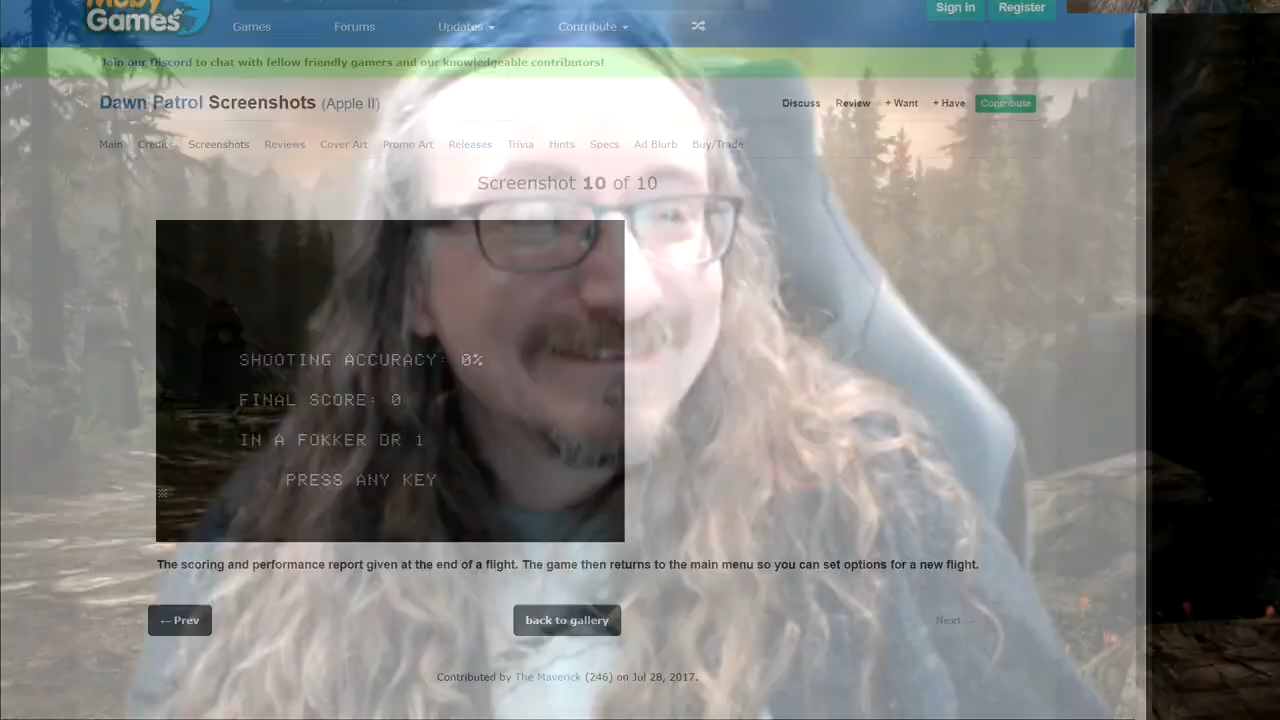 Moby
Games
Sign in Register
Games Forums Updates Contribute
Join our Discord to chat with fellow friendly gamers and our knowledgeable contributors!
Dawn Patrol Screenshots (Apple II)
Discuss Review + Want + Have Contribute
Main Credits Screenshots Reviews Cover Art Promo Art Releases Trivia Hints Specs Ad Blurb Buy/Trade
Screenshot 10 of 10
SHOOTING ACCURACY: 0%
FINAL SCORE: 0
IN A FOKKER DR 1
PRESS ANY KEY
The scoring and performance report given at the end of a flight. The game then returns to the main menu so you can set options for a new flight.
← Prev back to gallery Next →
Contributed by The Maverick (246) on Jul 28, 2017.